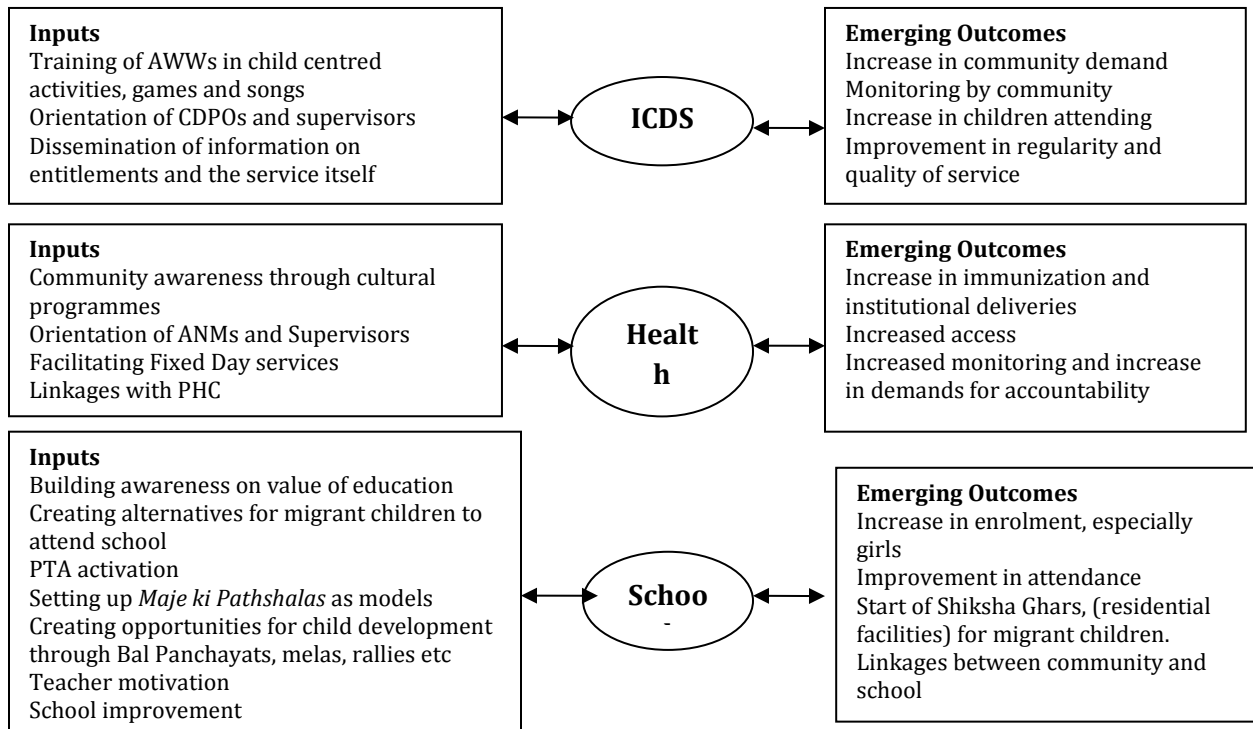 Inputs
Training of AWWs in child centred
activities, games and songs
Orientation of CDPOs and supervisors
Dissemination of information on
entitlements and the service itself
ICDS
Emerging Outcomes
Increase in community demand
Monitoring by community
Increase in children attending
Improvement in regularity and
quality of service
Inputs
Community awareness through cultural
programmes
Orientation of ANMs and Supervisors
Facilitating Fixed Day services
Linkages with PHC
Healt
h
Emerging Outcomes
Increase in immunization and
institutional deliveries
Increased access
Increased monitoring and increase
in demands for accountability
Inputs
Building awareness on value of education
Creating alternatives for migrant children to
attend school
PTA activation
Setting up Maje ki Pathshalas as models
Creating opportunities for child development
through Bal Panchayats, melas, rallies etc
Teacher motivation
School improvement
Schoo
Emerging Outcomes
Increase in enrolment, especially
girls
Improvement in attendance
Start of Shiksha Ghars, (residential
facilities) for migrant children.
Linkages between community and
school